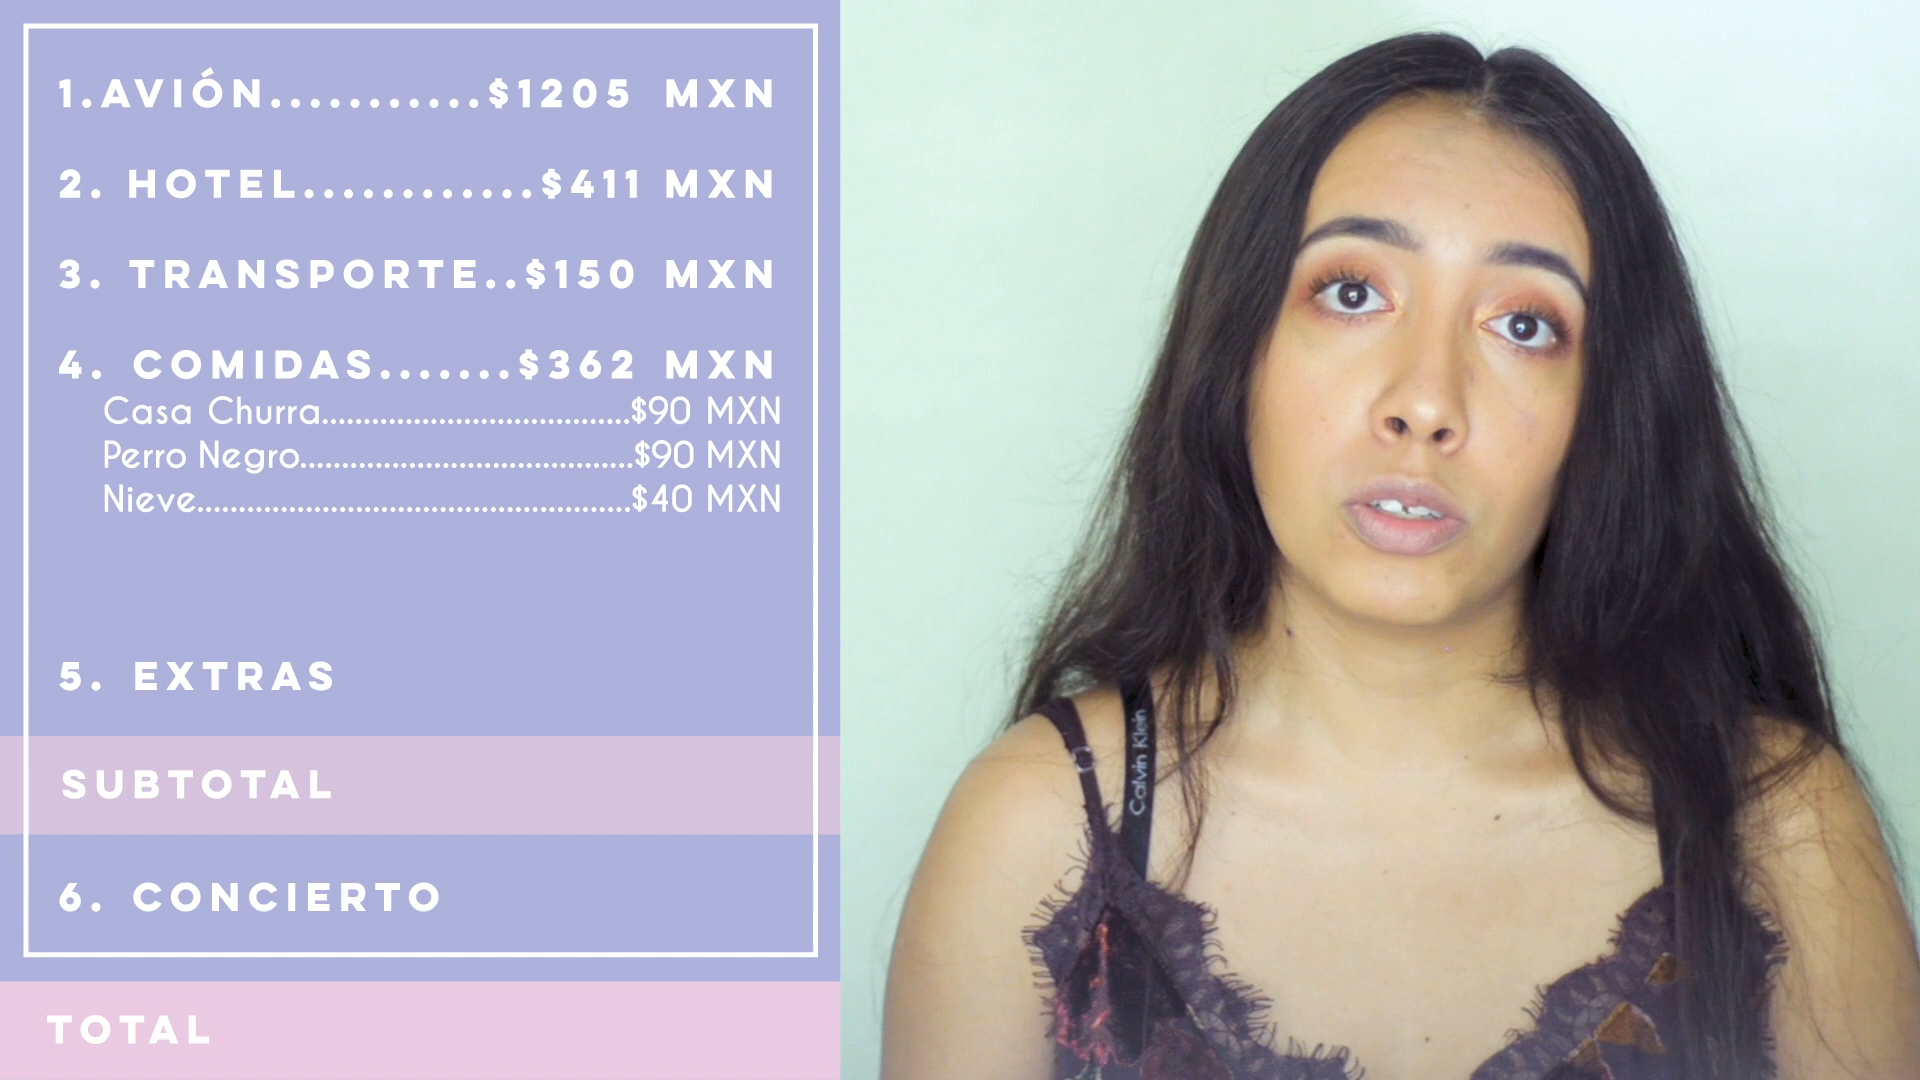 1.AVIÓN...........$1205 MXN
2. HOTEL............$411 MXN
3. TRANSPORTE..$150 MXN
4. COMIDAS.......$362 MXN
Casa Churra.....................................$90 MXN
Perro Negro........................................$90 MXN
Nieve....................................................$40 MXN
5. EXTRAS
SUBTOTAL
6. CONCIERTO
TOTAL
Calvin Klein